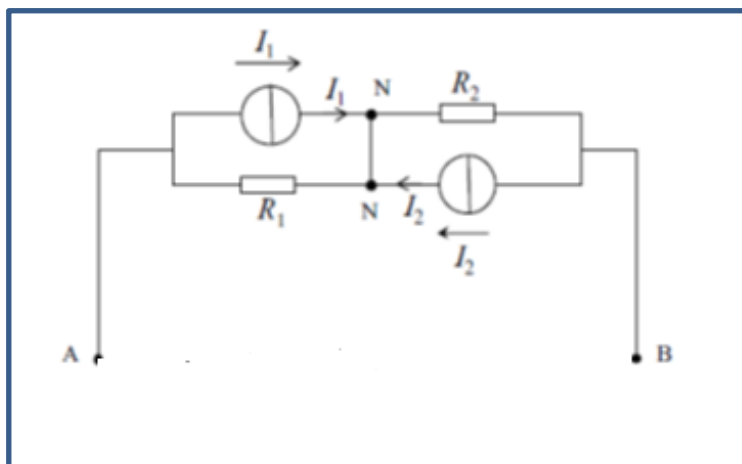 I₁
I₁ N R₂
R₁ N I₂
I₂
A B